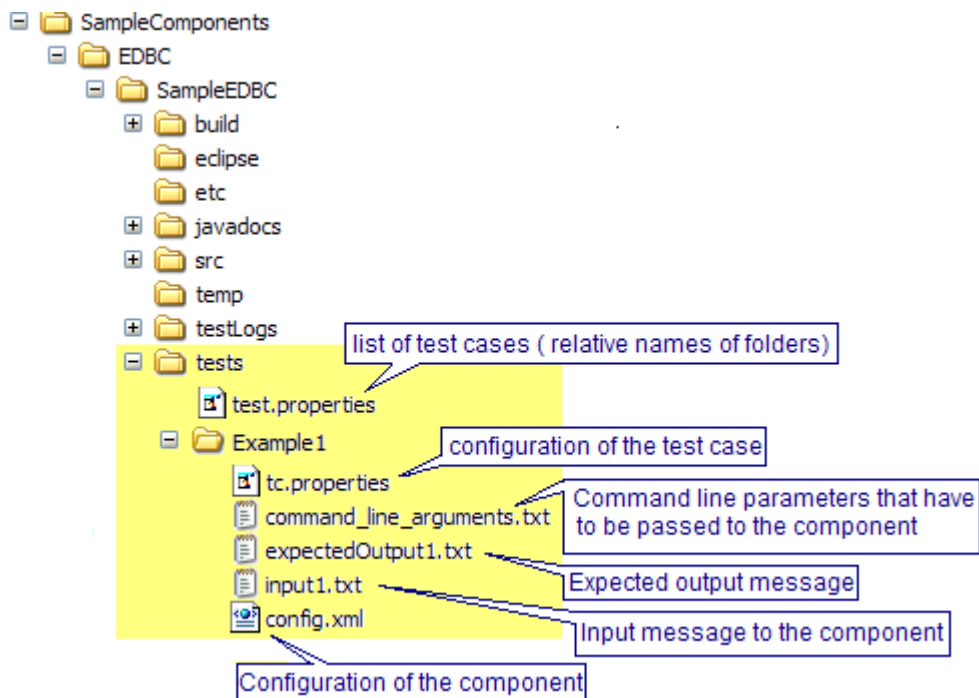 SampleComponents
EDBC
SampleEDBC
build
eclipse
etc
javadocs
src
temp
testLogs
list of test cases ( relative names of folders)
tests
test.properties
Example1
configuration of the test case
tc.properties
Command line parameters that have
to be passed to the component
command_line_arguments.txt
expectedOutput1.txt
Expected output message
input1.txt
Input message to the component
config.xml
Configuration of the component